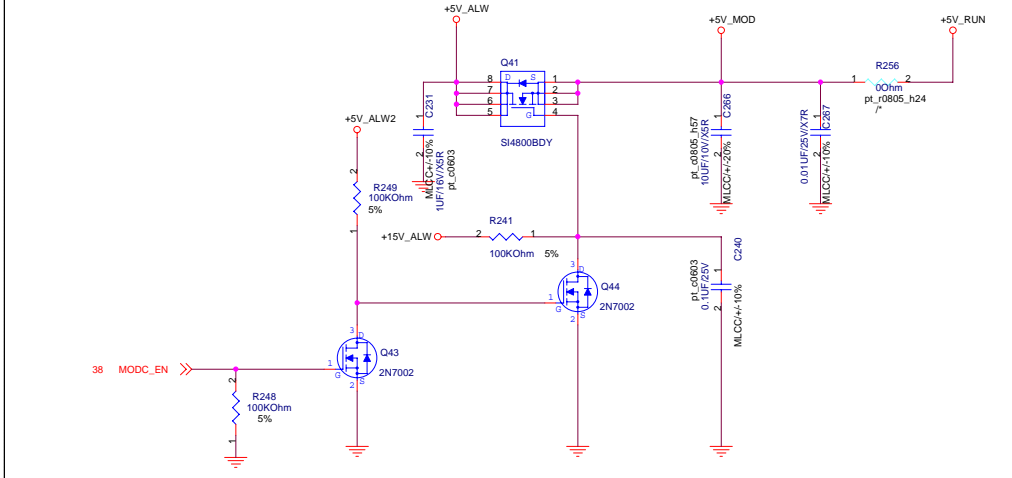 +5V_ALW
+5V_MOD
+5V_RUN
Q41
8
7
6
5
D
S
G
1
2
3
4
SI4800BDY
R256
1
2
0Ohm
pt_r0805_h24
/*
C231
1
2
MLCC/+/-10%
1UF/16V/X5R
pt_c0603
C266
1
2
pt_c0805_h57
10UF/10V/X5R
MLCC/+/-20%
C267
1
2
0.01UF/25V/X7R
MLCC/+/-10%
+5V_ALW2
2
R249
100KOhm
5%
1
+15V_ALW
2
R241
1
100KOhm
5%
C240
1
2
pt_c0603
0.1UF/25V
MLCC/+/-10%
3
D
Q44
1
G
2N7002
2
S
3
D
Q43
1
G
2N7002
2
S
38 MODC_EN
2
R248
100KOhm
5%
1